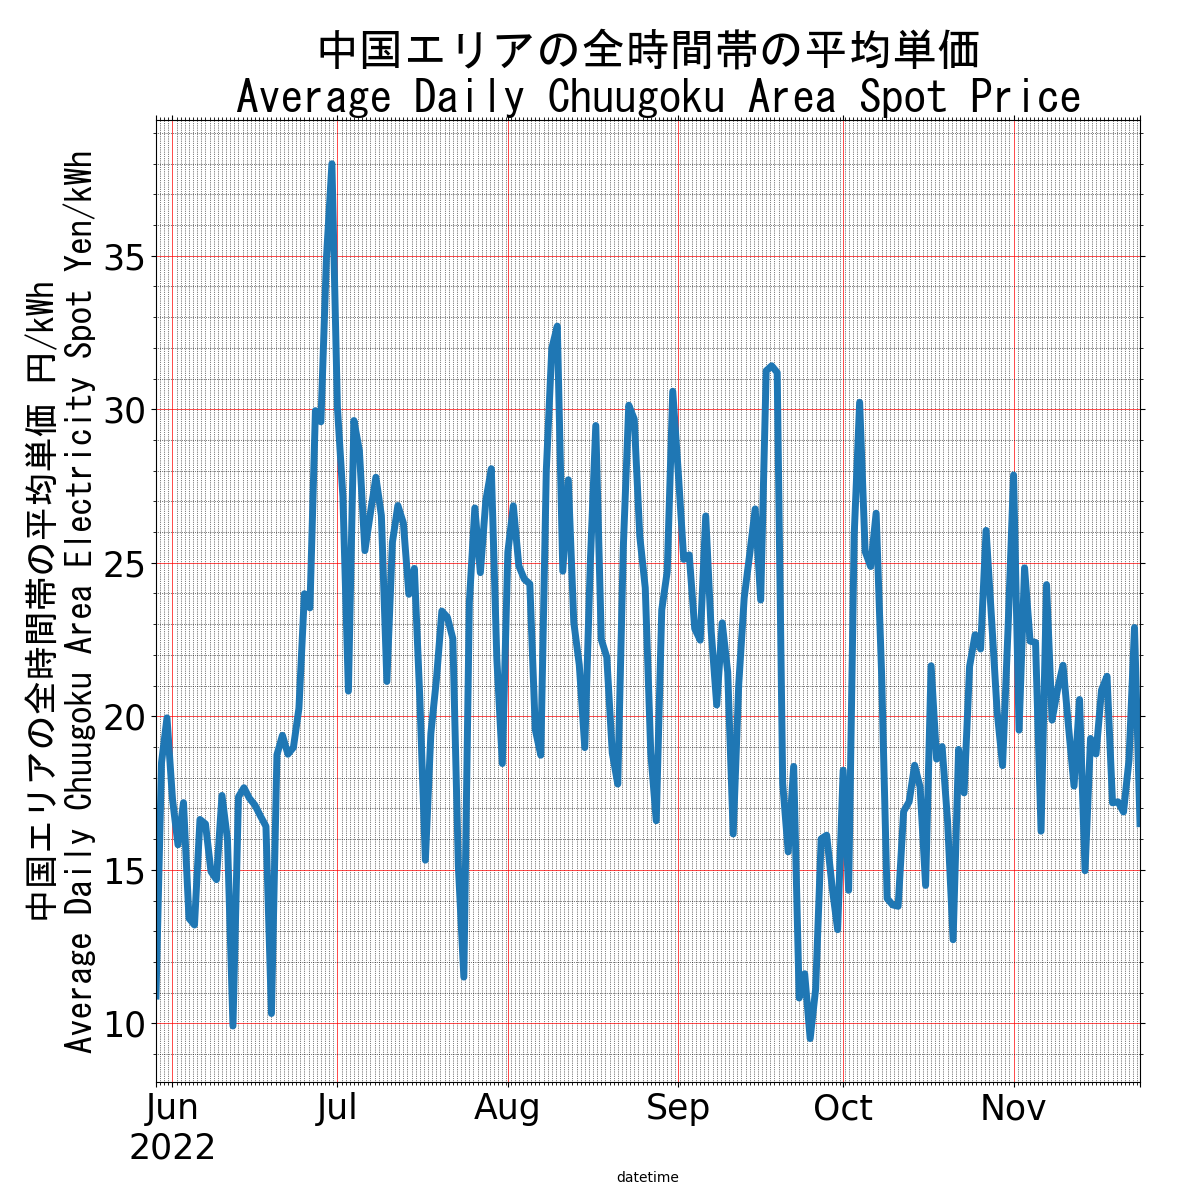 中国エリアの全時間帯の平均単価
Average Daily Chuugoku Area Spot Price
中国エリアの全時間帯の平均単価 円/kWh
Average Daily Chuugoku Area Electricity Spot Yen/kWh
35
30
25
20
15
10
Jun
Jul
Aug
Sep
Oct
Nov
2022
datetime